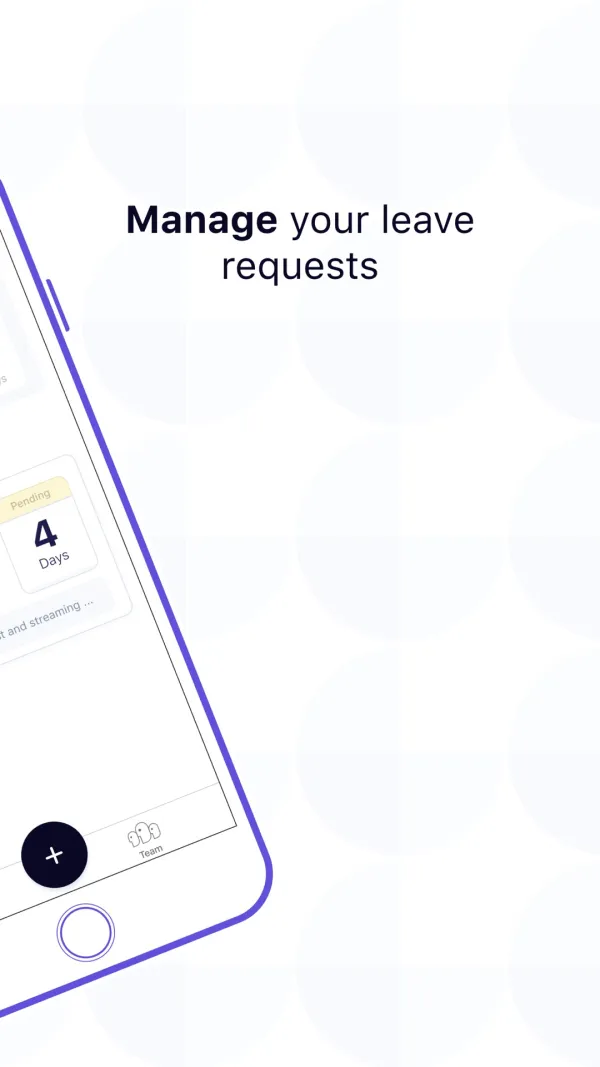 Manage your leave
requests
Pending
4
Days
and streaming ...
+
Team